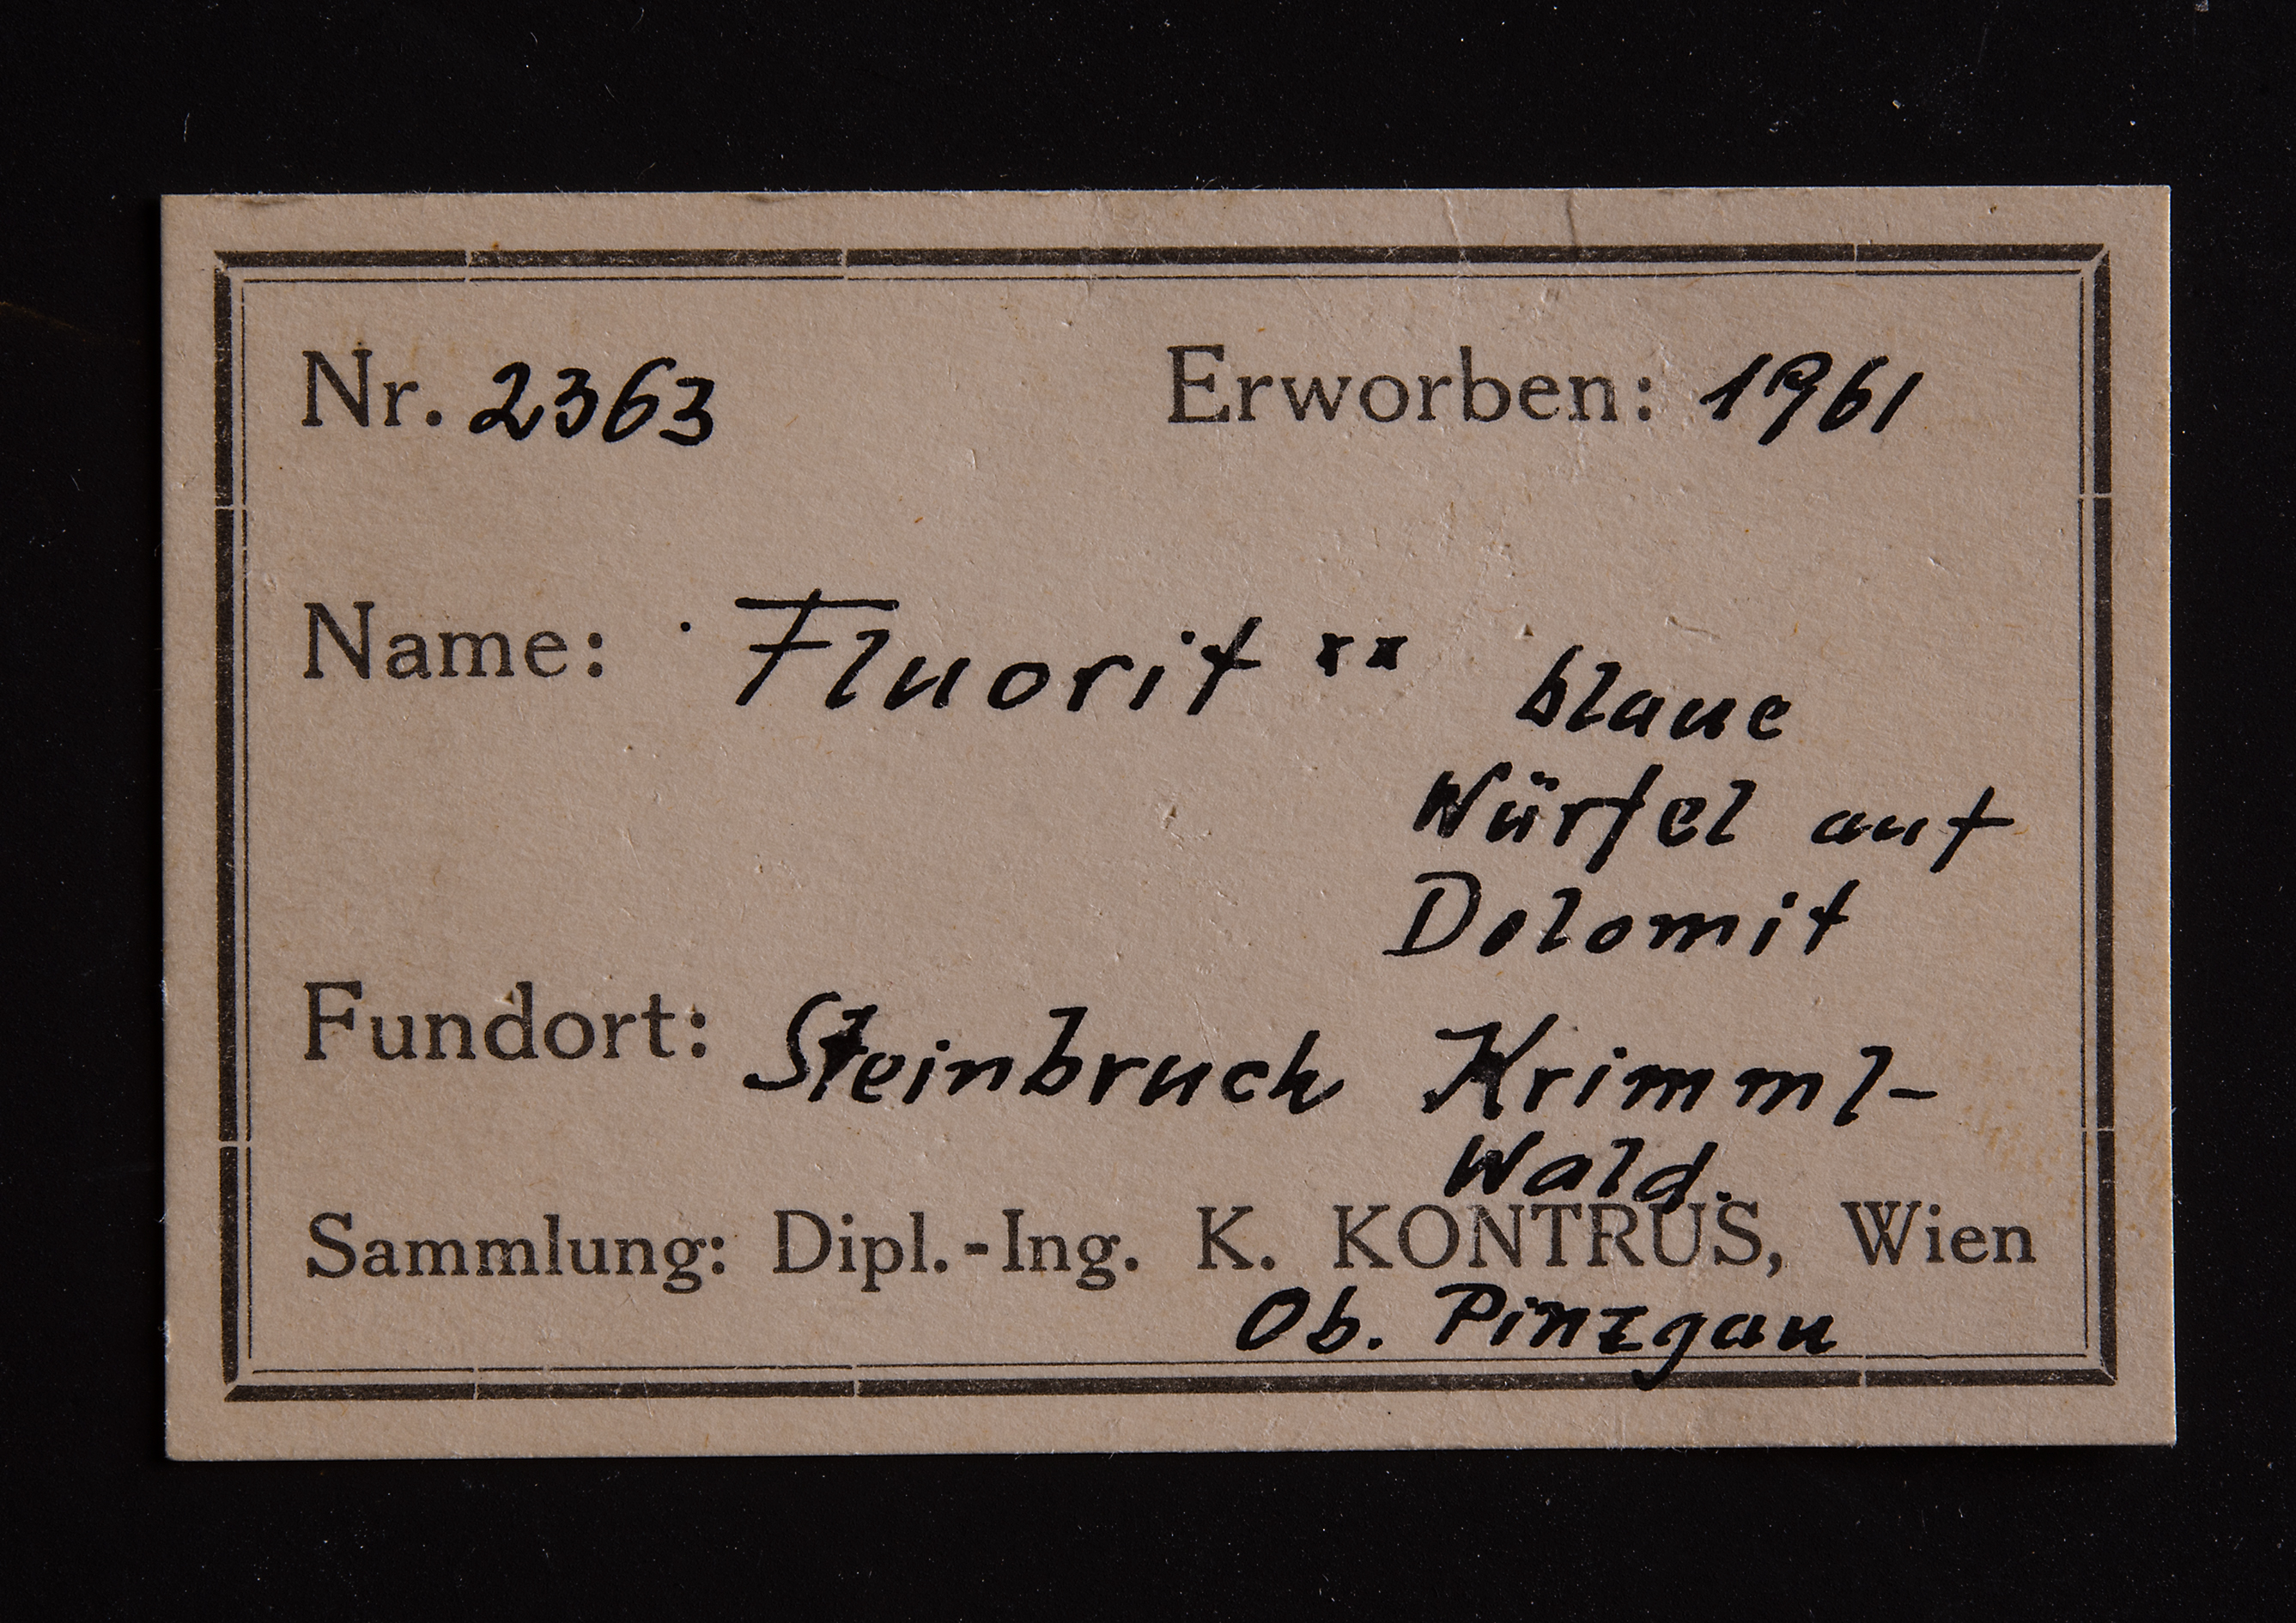 Nr. 2363 Erworben: 1961
Name: Fluorit xx blaue
Würfel auf
Dolomit
Fundort: Steinbruch Krimml-
Wald.
Sammlung: Dipl.-Ing. K. KONTRUS, Wien
Ob. Pinzgau